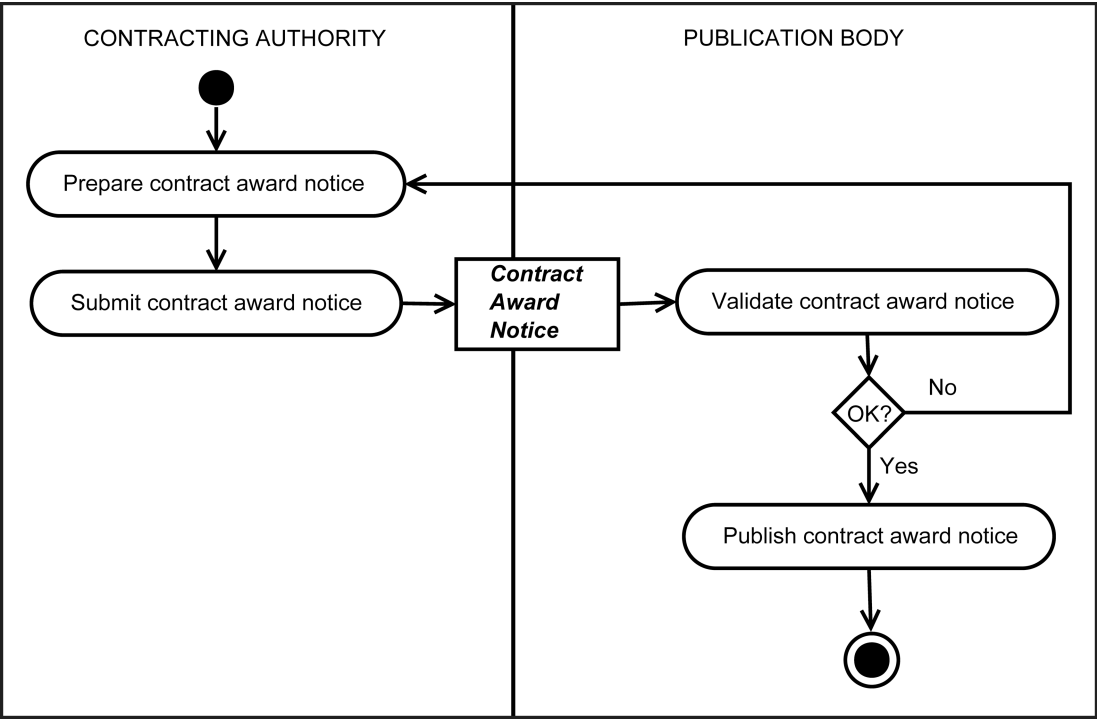 CONTRACTING AUTHORITY
PUBLICATION BODY
Prepare contract award notice
Submit contract award notice
Contract
Award
Notice
Validate contract award notice
OK?
No
Yes
Publish contract award notice